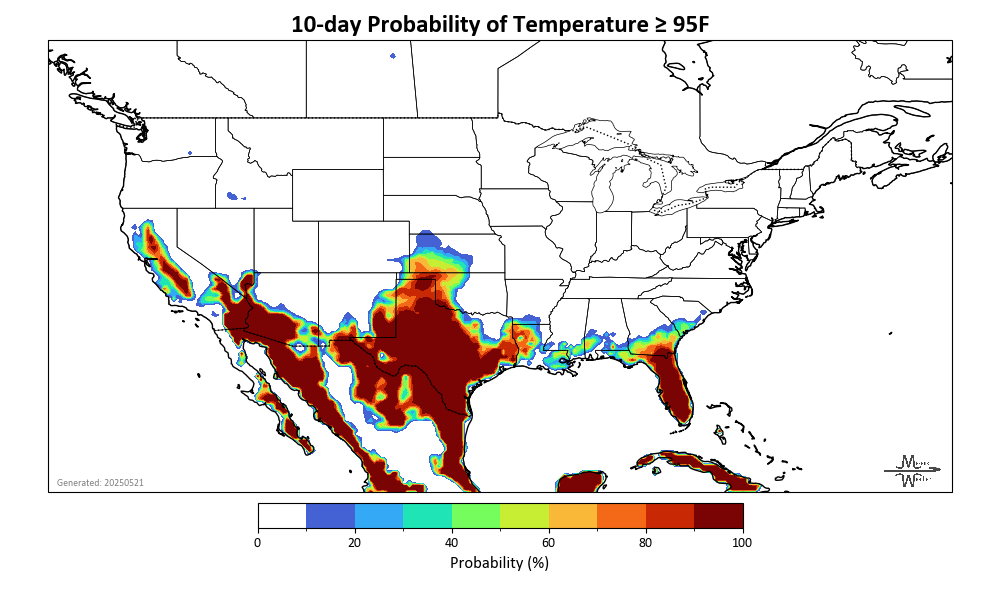 10-day Probability of Temperature ≥ 95F
Generated: 20250521
0 20 40 60 80 100
Probability (%)